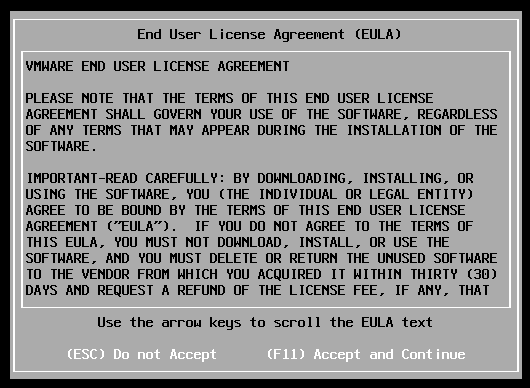 End User License Agreement (EULA)
VMWARE END USER LICENSE AGREEMENT
PLEASE NOTE THAT THE TERMS OF THIS END USER LICENSE
AGREEMENT SHALL GOVERN YOUR USE OF THE SOFTWARE, REGARDLESS
OF ANY TERMS THAT MAY APPEAR DURING THE INSTALLATION OF THE
SOFTWARE.
IMPORTANT-READ CAREFULLY: BY DOWNLOADING, INSTALLING, OR
USING THE SOFTWARE, YOU (THE INDIVIDUAL OR LEGAL ENTITY)
AGREE TO BE BOUND BY THE TERMS OF THIS END USER LICENSE
AGREEMENT ("EULA").  IF YOU DO NOT AGREE TO THE TERMS OF
THIS EULA, YOU MUST NOT DOWNLOAD, INSTALL, OR USE THE
SOFTWARE, AND YOU MUST DELETE OR RETURN THE UNUSED SOFTWARE
TO THE VENDOR FROM WHICH YOU ACQUIRED IT WITHIN THIRTY (30)
DAYS AND REQUEST A REFUND OF THE LICENSE FEE, IF ANY, THAT
Use the arrow keys to scroll the EULA text
(ESC) Do not Accept      (F11) Accept and Continue